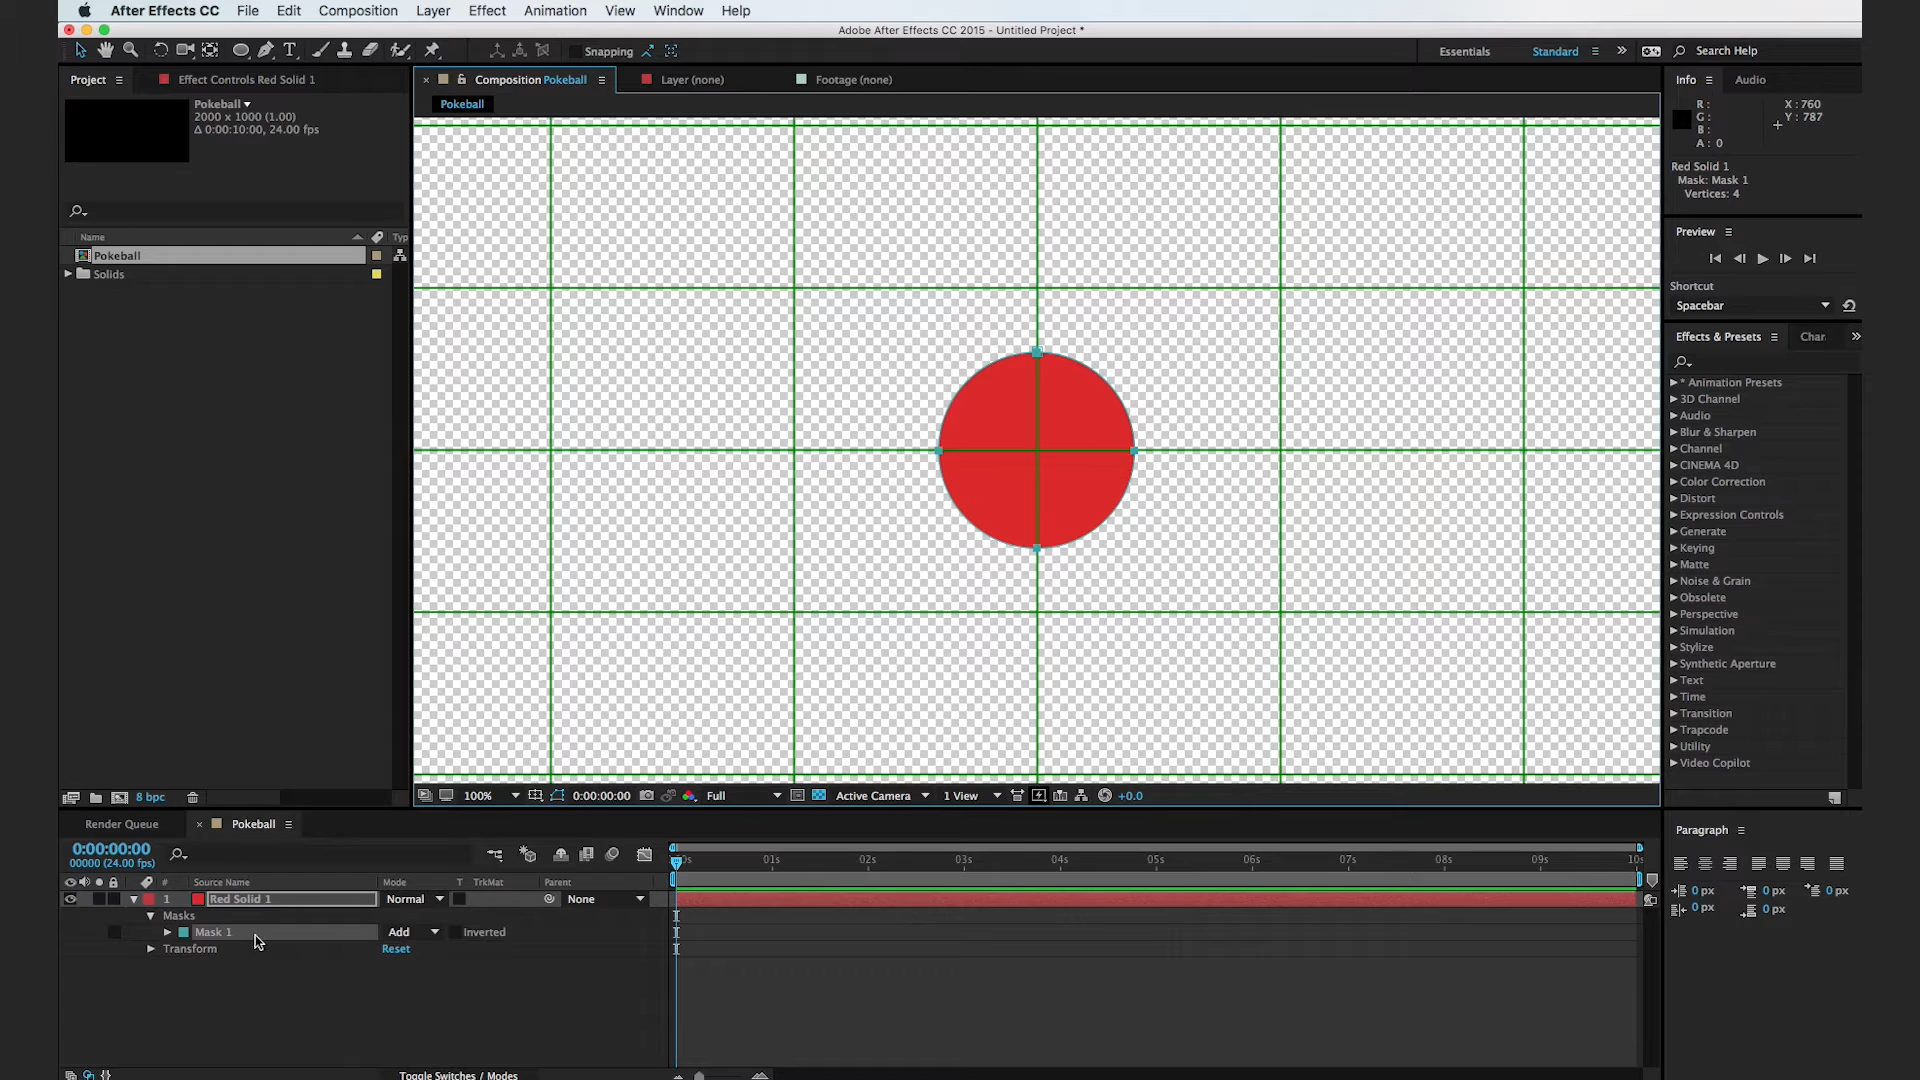 After Effects CC File Edit Composition Layer Effect Animation View Window Help
Adobe After Effects CC 2015 - Untitled Project *
Snapping
Essentials Standard Search Help
Project Effect Controls Red Solid 1
Composition Pokeball Layer (none) Footage (none)
Info Audio
Pokeball
2000 x 1000 (1.00)
Δ 0:00:10:00, 24.00 fps
Pokeball
R :
G :
B :
A : 0
X : 760
Y : 787
Red Solid 1
Mask: Mask 1
Vertices: 4
Preview
Shortcut
Spacebar
Name Typ
Pokeball
Solids
Effects & Presets Char
* Animation Presets
3D Channel
Audio
Blur & Sharpen
Channel
CINEMA 4D
Color Correction
Distort
Expression Controls
Generate
Keying
Matte
Noise & Grain
Obsolete
Perspective
Simulation
Stylize
Synthetic Aperture
Text
Time
Transition
Trapcode
Utility
Video Copilot
8 bpc
100% 0:00:00:00 Full Active Camera 1 View +0.0
Render Queue Pokeball
Paragraph
0:00:00:00
00000 (24.00 fps)
0s 01s 02s 03s 04s 05s 06s 07s 08s 09s 10s
# Source Name Mode T TrkMat Parent
1 Red Solid 1 Normal None
Masks
Mask 1 Add Inverted
Transform Reset
0 px 0 px 0 px
0 px 0 px
Toggle Switches / Modes